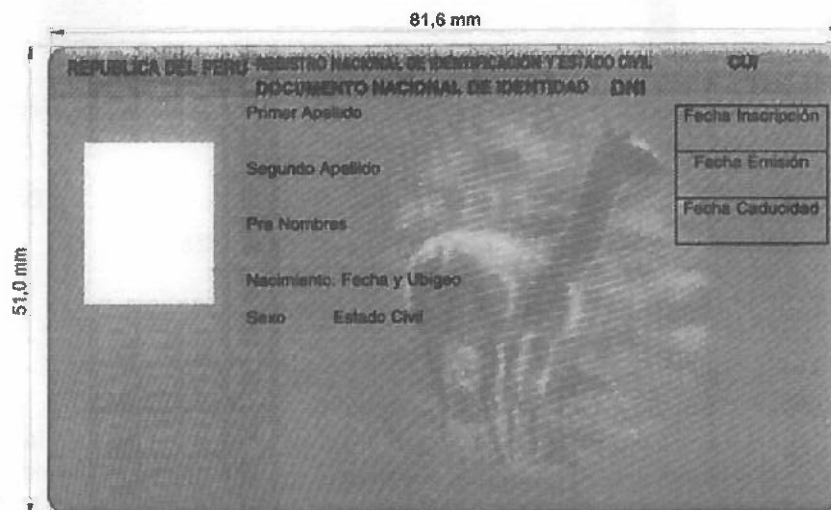 81,6 mm
51,0 mm
REPUBLICA DEL PERU REGISTRO NACIONAL DE IDENTIFICACION Y ESTADO CIVIL CUI
DOCUMENTO NACIONAL DE IDENTIDAD DNI
Primer Apellido
Fecha Inscripción
Segundo Apellido
Fecha Emisión
Pre Nombres
Fecha Caducidad
Nacimiento: Fecha y Ubigeo
Sexo Estado Civil